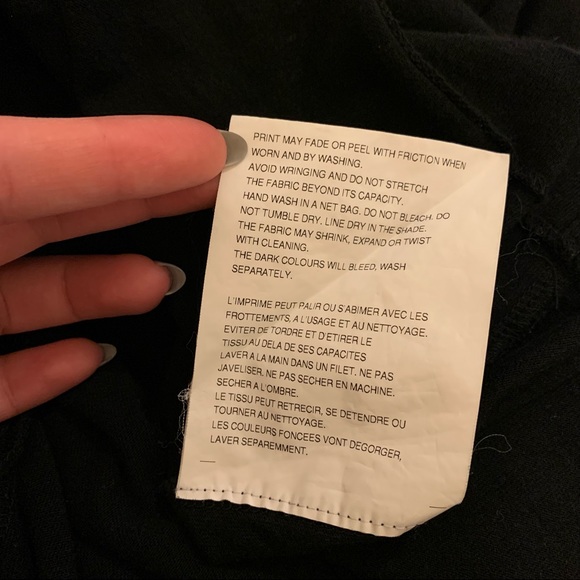 PRINT MAY FADE OR PEEL WITH FRICTION WHEN
WORN AND BY WASHING.
AVOID WRINGING AND DO NOT STRETCH
THE FABRIC BEYOND ITS CAPACITY.
HAND WASH IN A NET BAG. DO NOT BLEACH. DO
NOT TUMBLE DRY. LINE DRY IN THE SHADE.
THE FABRIC MAY SHRINK, EXPAND OR TWIST
WITH CLEANING.
THE DARK COLOURS WILL BLEED, WASH
SEPARATELY.
L'IMPRIME PEUT PALIR OU S'ABIMER AVEC LES
FROTTEMENTS, A L'USAGE ET AU NETTOYAGE.
EVITER DE TORDRE ET D'ETIRER LE
TISSU AU DELA DE SES CAPACITES
LAVER A LA MAIN DANS UN FILET. NE PAS
JAVELISER. NE PAS SECHER EN MACHINE.
SECHER A L'OMBRE.
LE TISSU PEUT RETRECIR, SE DETENDRE OU
TOURNER AU NETTOYAGE.
LES COULEURS FONCEES VONT DEGORGER,
LAVER SEPAREMMENT.